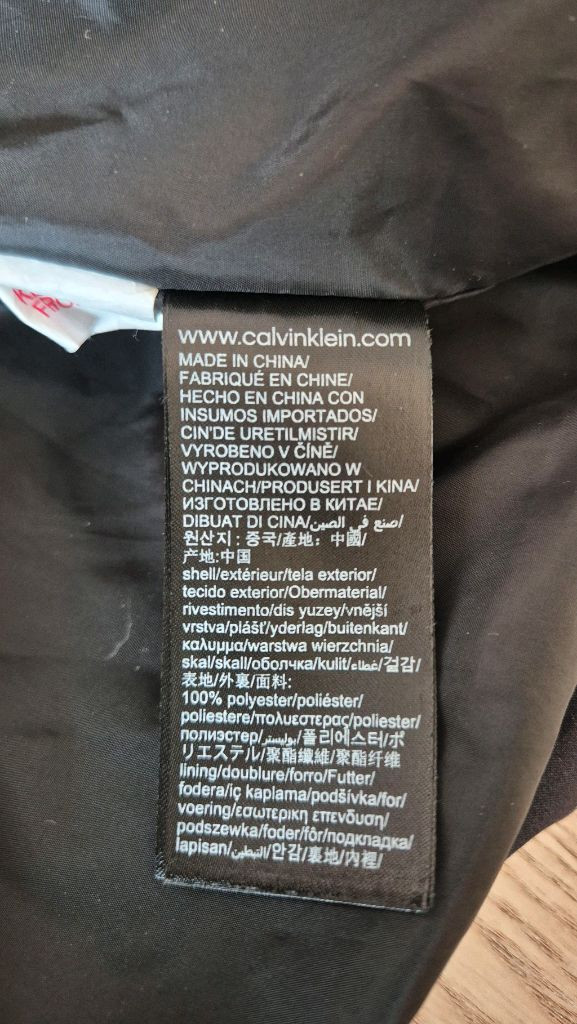 www.calvinklein.com
MADE IN CHINA/
FABRIQUÉ EN CHINE/
HECHO EN CHINA CON
INSUMOS IMPORTADOS/
CIN'DE URETILMISTIR/
VYROBENO V ČÍNĚ/
WYPRODUKOWANO W
CHINACH/PRODUSERT I KINA/
ИЗГОТОВЛЕНО В КИТАЕ/
DIBUAT DI CINA/صنع في الصين/
원산지 : 중국/產地：中國/
产地:中国
shell/extérieur/tela exterior/
tecido exterior/Obermaterial/
rivestimento/dis yuzey/vnější
vrstva/plášť/yderlag/buitenkant/
καλυμμα/warstwa wierzchnia/
skal/skall/оболчка/kulit/غطاء/겉감/
表地/外裏/面料:
100% polyester/poliéster/
poliestere/πολυεστερας/poliester/
полиэстер/بوليستر/폴리에스터/ポ
リエステル/聚酯纖維/聚酯纤维
lining/doublure/forro/Futter/
fodera/iç kaplama/podšívka/for/
voering/εσωτερικη επενδυση/
podszewka/foder/fôr/подкладка/
lapisan/التبطين/안감/裏地/內裡/